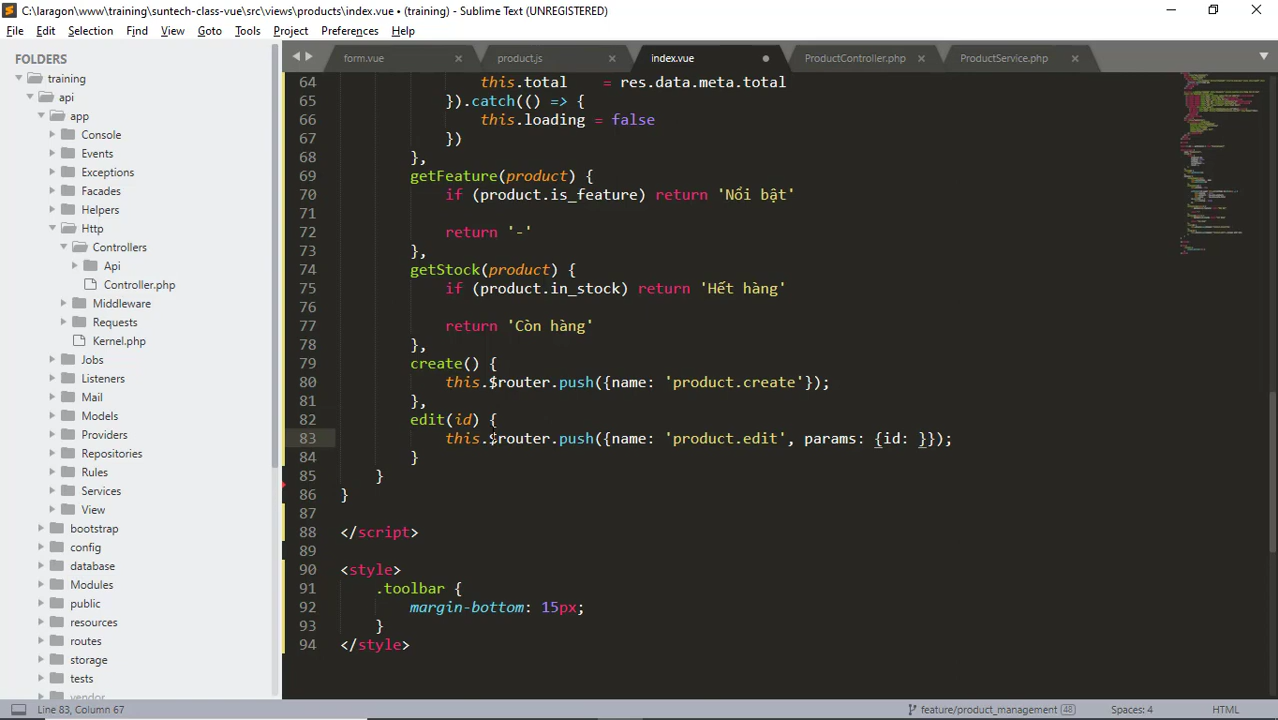 C:\laragon\www\training\suntech-class-vue\src\views\products\index.vue • (training) - Sublime Text (UNREGISTERED)
File Edit Selection Find View Goto Tools Project Preferences Help
FOLDERS
training
api
app
Console
Events
Exceptions
Facades
Helpers
Http
Controllers
Api
Controller.php
Middleware
Requests
Kernel.php
Jobs
Listeners
Mail
Models
Providers
Repositories
Rules
Services
View
bootstrap
config
database
Modules
public
resources
routes
storage
tests
vendor
form.vue product.js index.vue ProductController.php ProductService.php
64 this.total = res.data.meta.total
65 }).catch(() => {
66 this.loading = false
67 })
68 },
69 getFeature(product) {
70 if (product.is_feature) return 'Nổi bật'
71
72 return '-'
73 },
74 getStock(product) {
75 if (product.in_stock) return 'Hết hàng'
76
77 return 'Còn hàng'
78 },
79 create() {
80 this.$router.push({name: 'product.create'});
81 },
82 edit(id) {
83 this.$router.push({name: 'product.edit', params: {id: }});
84 }
85 }
86 }
87
88 </script>
89
90 <style>
91 .toolbar {
92 margin-bottom: 15px;
93 }
94 </style>
Line 83, Column 67 feature/product_management 48 Spaces: 4 HTML